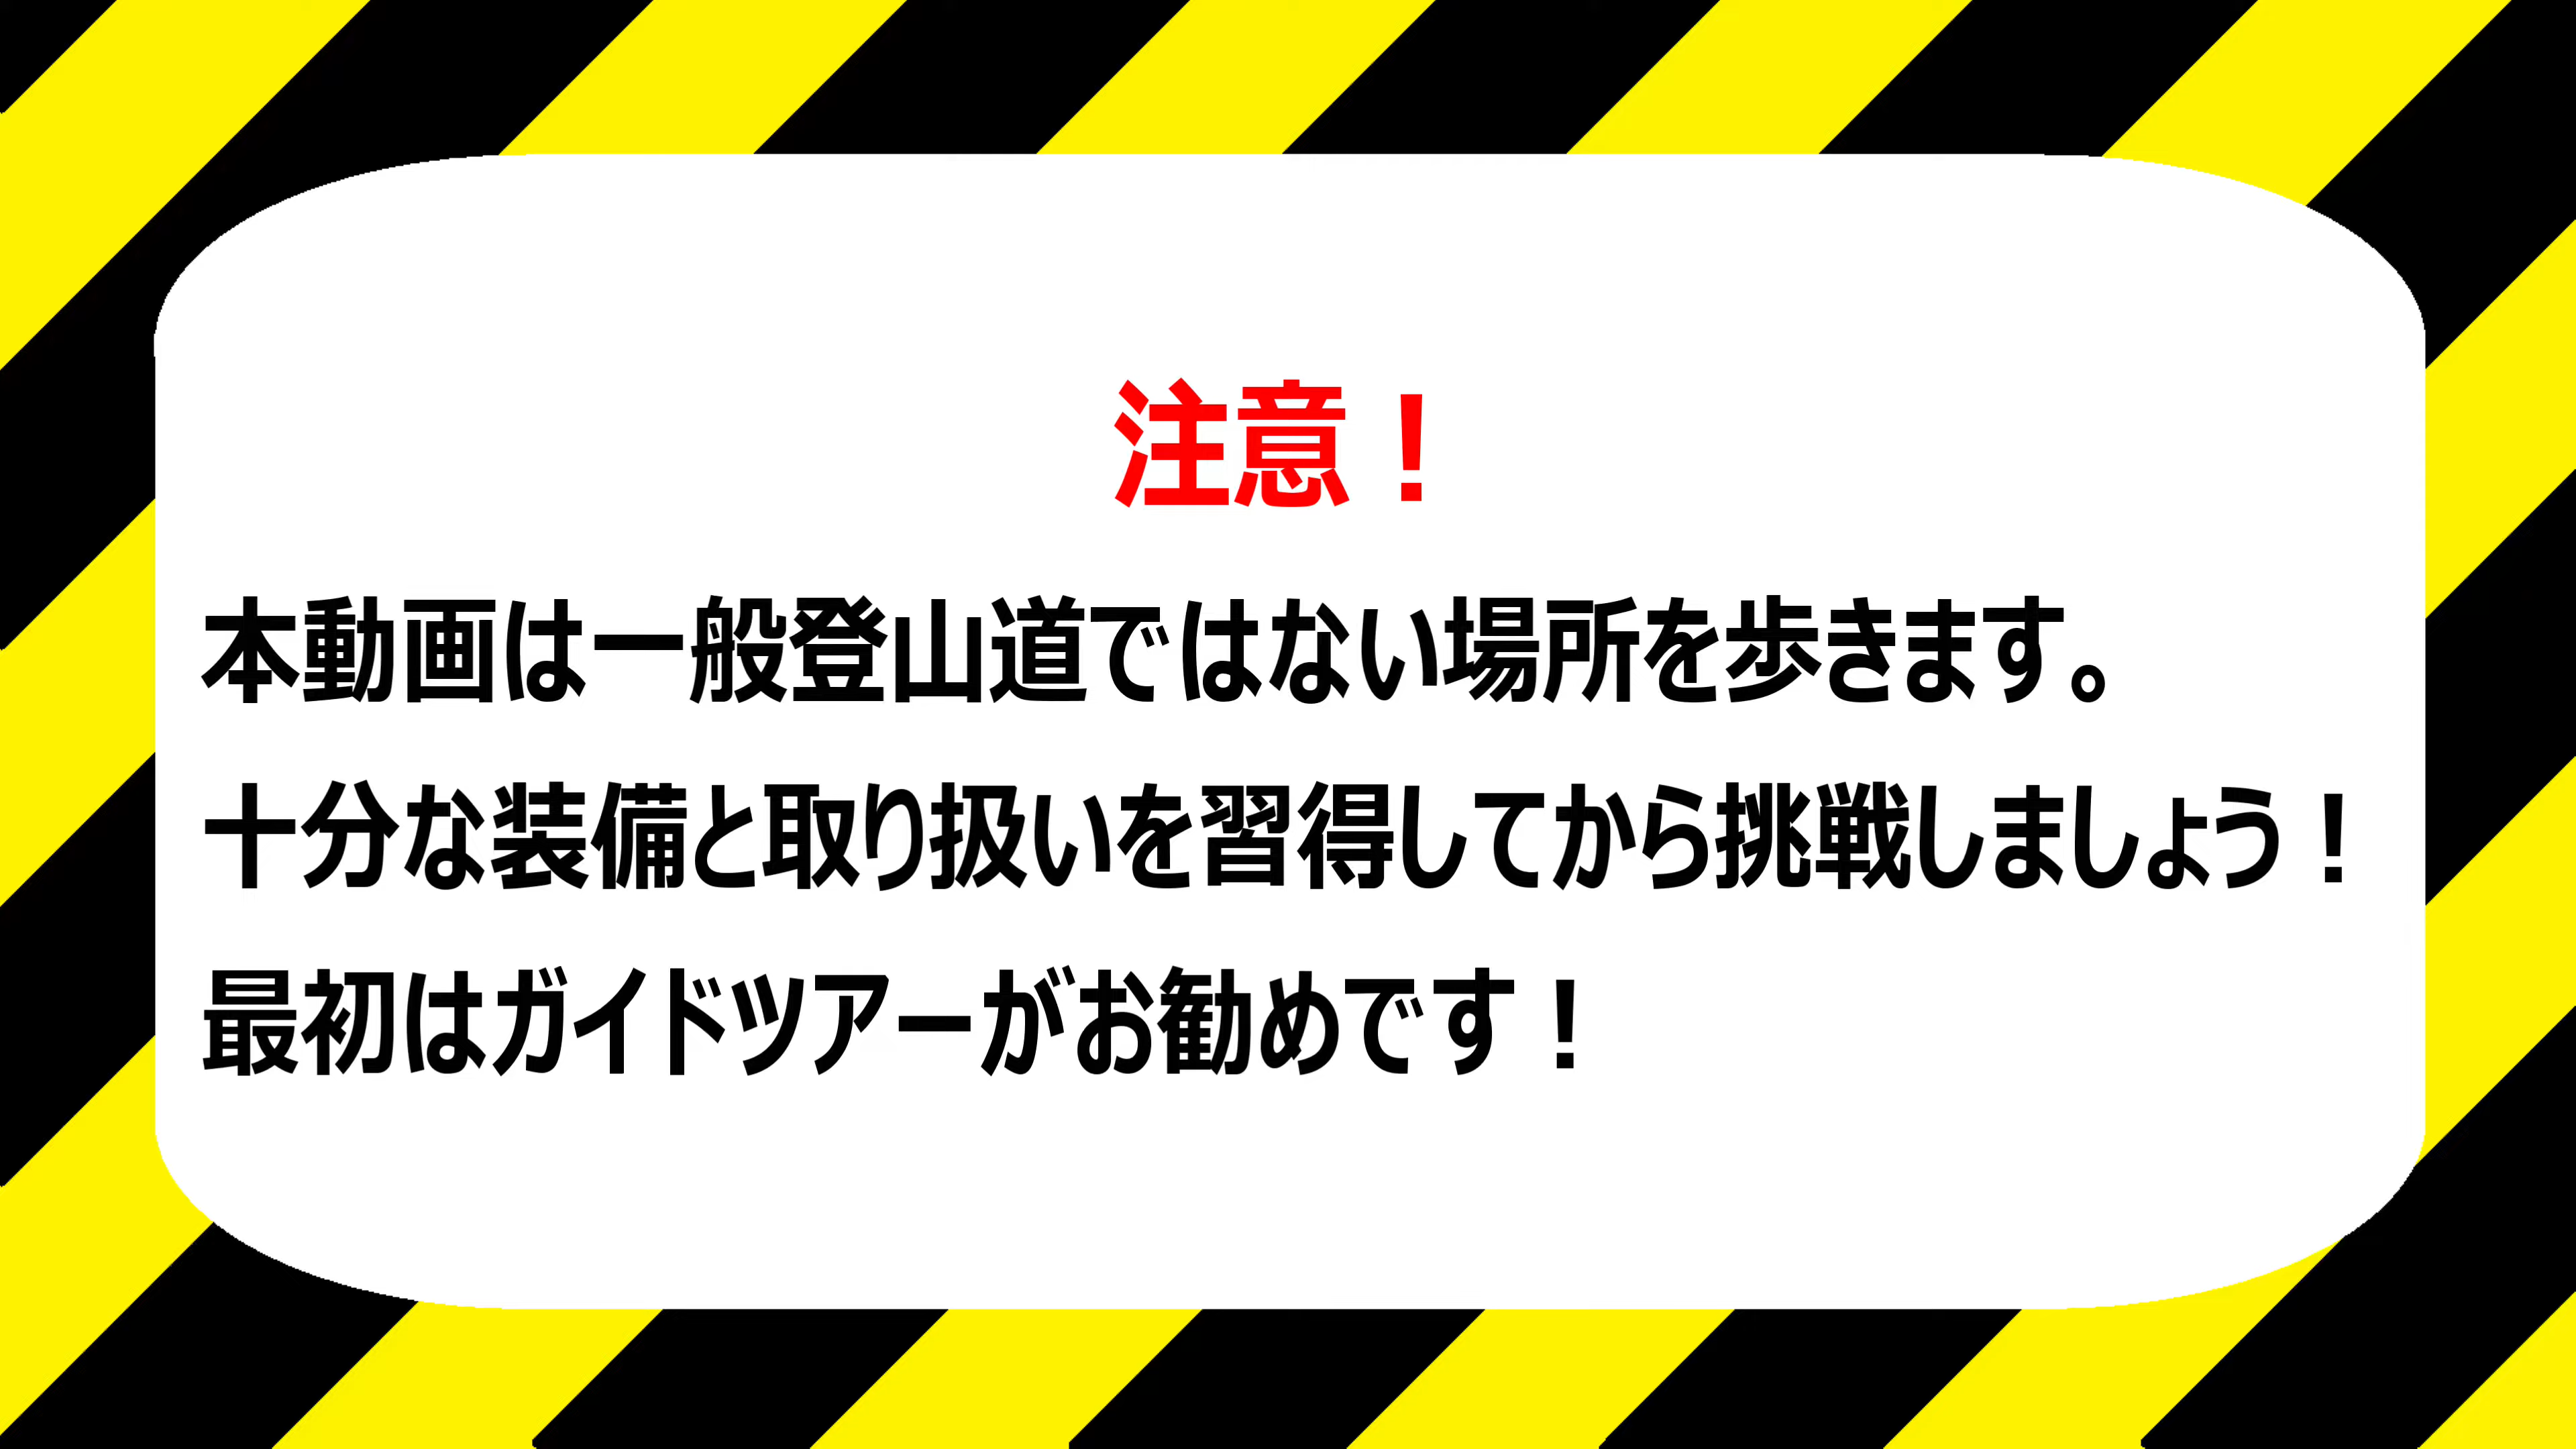 注意！
本動画は一般登山道ではない場所を歩きます。
十分な装備と取り扱いを習得してから挑戦しましょう！
最初はガイドツアーがお勧めです！